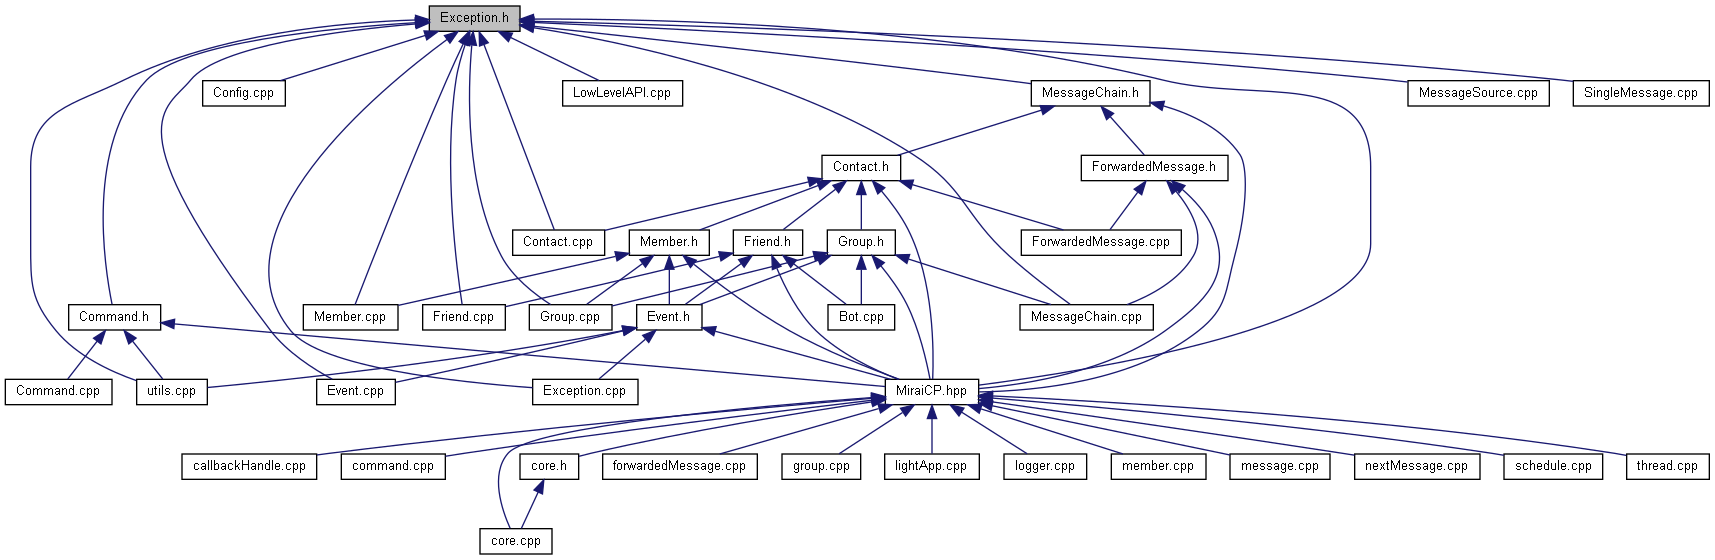 Exception.h
Config.cpp
LowLevelAPI.cpp
MessageChain.h
MessageSource.cpp
SingleMessage.cpp
Contact.h
ForwardedMessage.h
Contact.cpp
Member.h
Friend.h
Group.h
ForwardedMessage.cpp
Command.h
Member.cpp
Friend.cpp
Group.cpp
Event.h
Bot.cpp
MessageChain.cpp
Command.cpp
utils.cpp
Event.cpp
Exception.cpp
MiraiCP.hpp
callbackHandle.cpp
command.cpp
core.h
forwardedMessage.cpp
group.cpp
lightApp.cpp
logger.cpp
member.cpp
message.cpp
nextMessage.cpp
schedule.cpp
thread.cpp
core.cpp